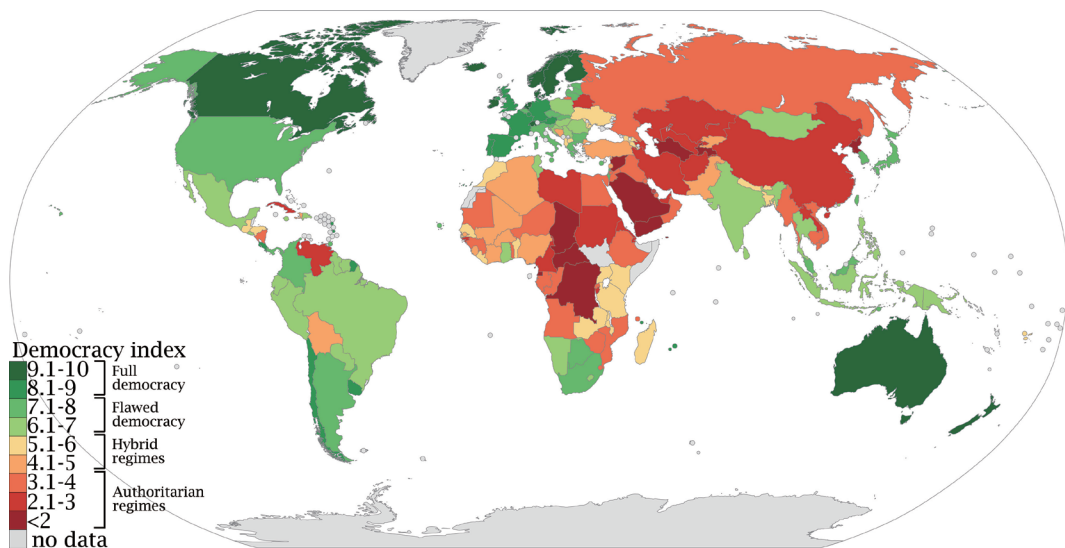 Democracy index
9.1-10
8.1-9
Full
democracy
7.1-8
6.1-7
Flawed
democracy
5.1-6
4.1-5
Hybrid
regimes
3.1-4
2.1-3
<2
Authoritarian
regimes
no data